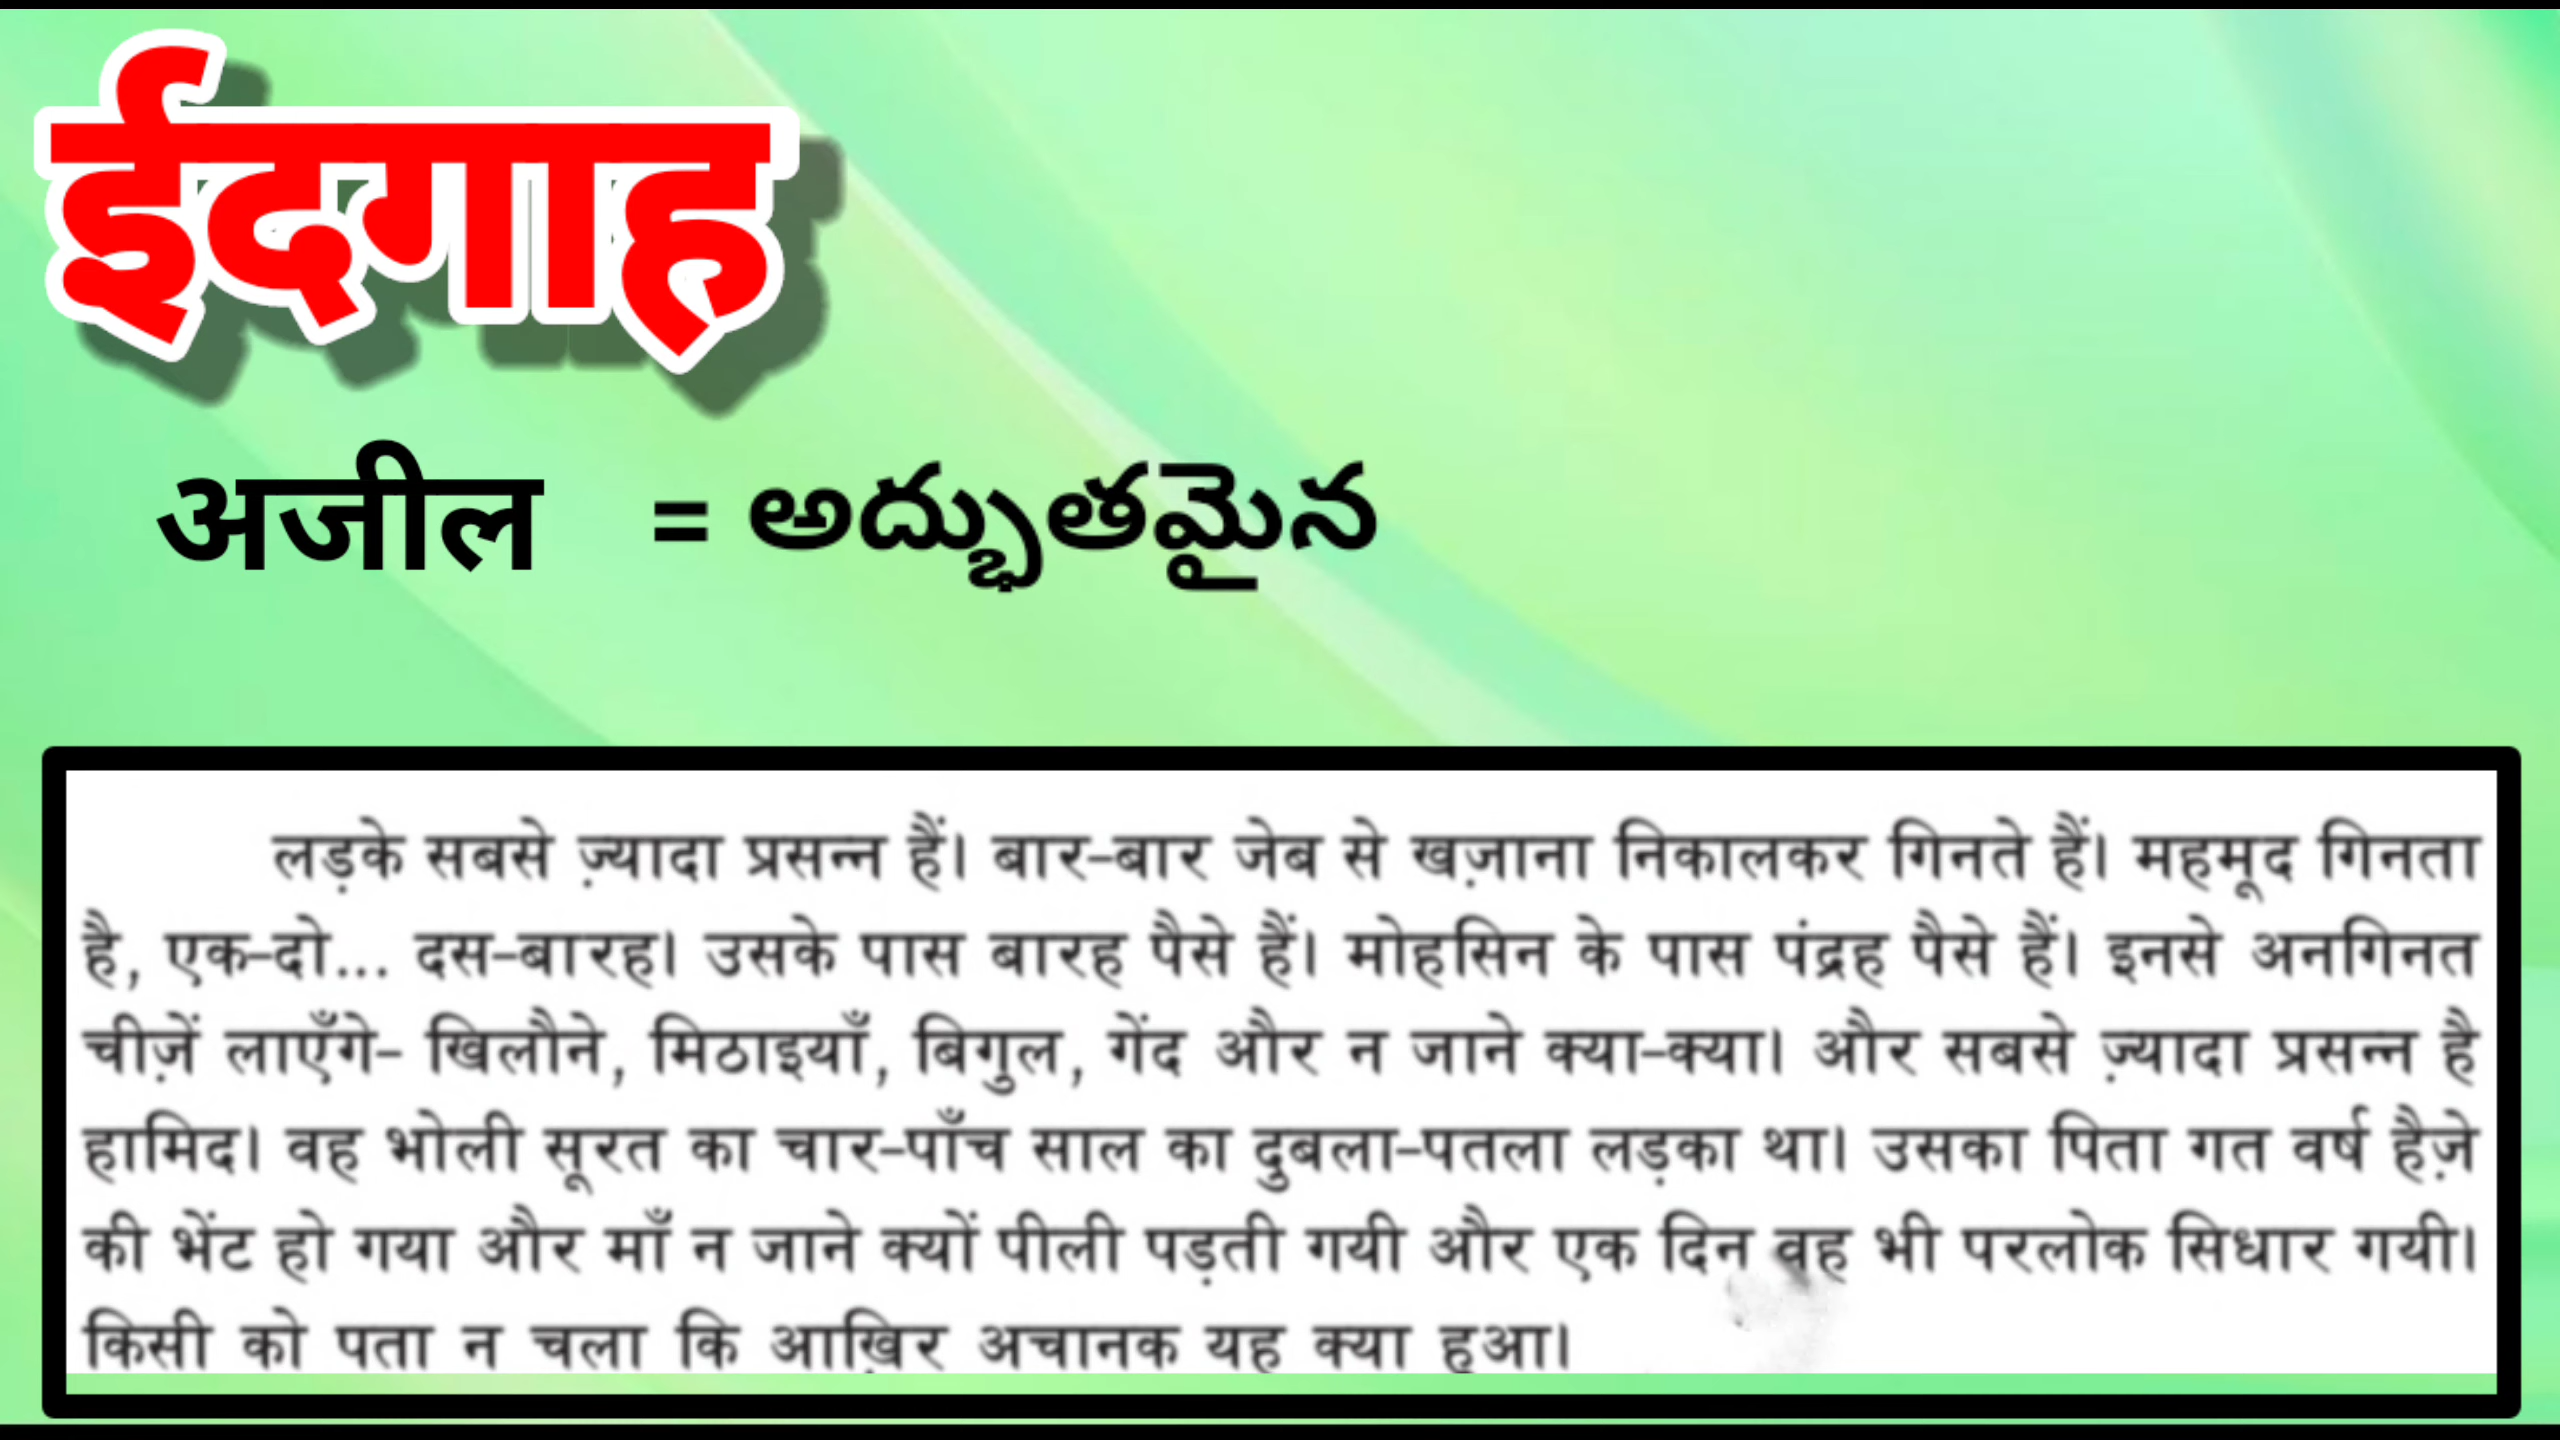 ईदगाह
अजील = అద్భుతమైన
लड़के सबसे ज़्यादा प्रसन्न हैं। बार-बार जेब से खज़ाना निकालकर गिनते हैं। महमूद गिनता
है, एक-दो... दस-बारह। उसके पास बारह पैसे हैं। मोहसिन के पास पंद्रह पैसे हैं। इनसे अनगिनत
चीज़ें लाएँगे- खिलौने, मिठाइयाँ, बिगुल, गेंद और न जाने क्या-क्या। और सबसे ज़्यादा प्रसन्न है
हामिद। वह भोली सूरत का चार-पाँच साल का दुबला-पतला लड़का था। उसका पिता गत वर्ष हैज़े
की भेंट हो गया और माँ न जाने क्यों पीली पड़ती गयी और एक दिन वह भी परलोक सिधार गयी।
किसी को पता न चला कि आख़िर अचानक यह क्या हुआ।